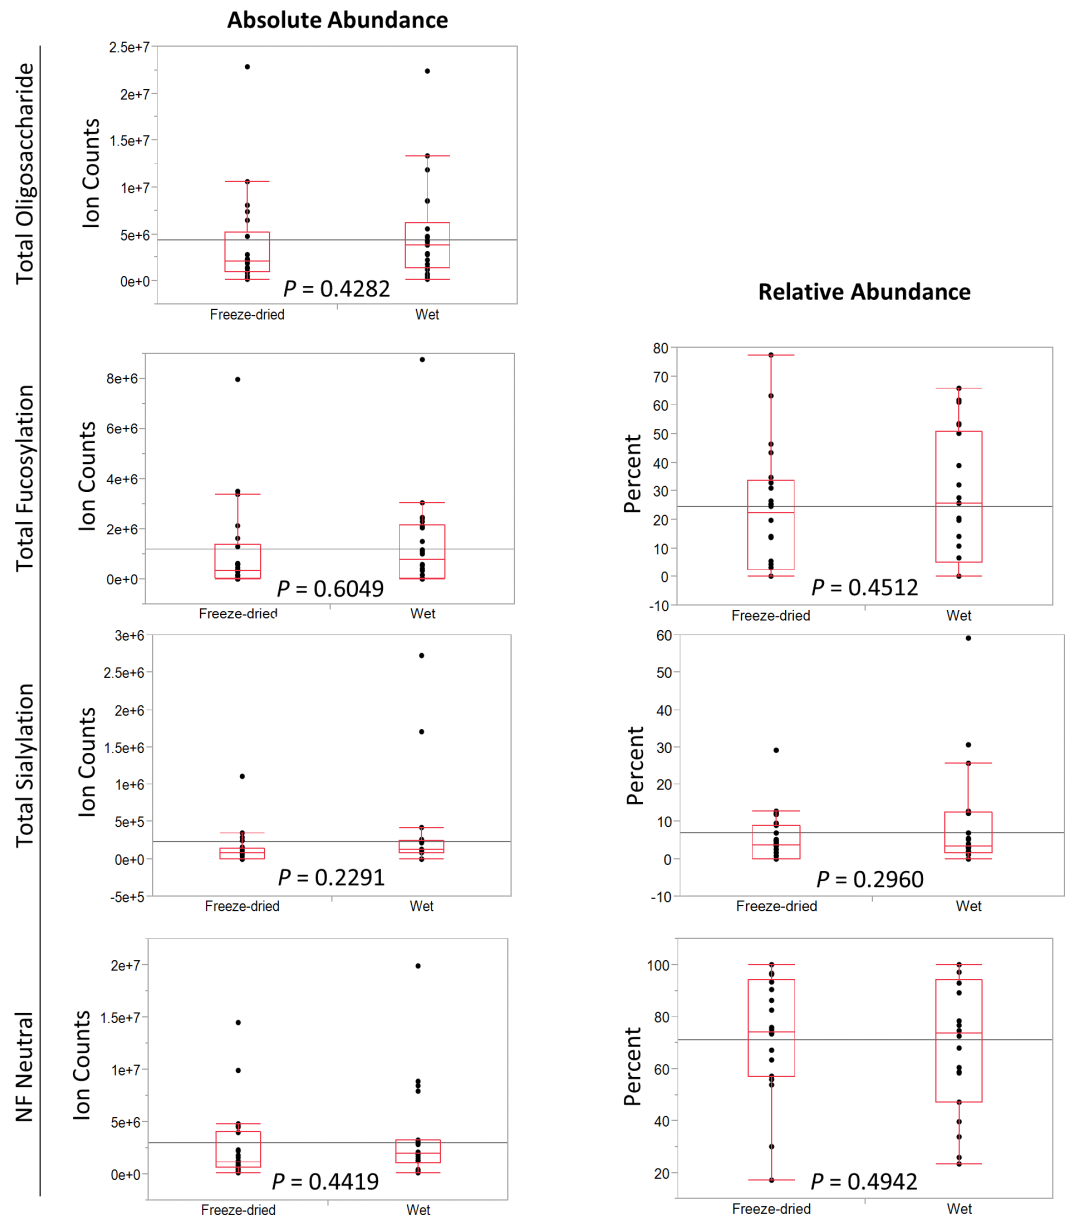 Absolute Abundance
Total Oligosaccharide
Ion Counts
2.5e+7
2e+7
1.5e+7
1e+7
5e+6
0e+0
P = 0.4282
Freeze-dried
Wet
Relative Abundance
Total Fucosylation
Ion Counts
8e+6
6e+6
4e+6
2e+6
0e+0
P = 0.6049
Freeze-dried
Wet
Percent
80
70
60
50
40
30
20
10
0
-10
P = 0.4512
Freeze-dried
Wet
Total Sialylation
Ion Counts
3e+6
2.5e+6
2e+6
1.5e+6
1e+6
5e+5
0e+0
-5e+5
P = 0.2291
Freeze-dried
Wet
Percent
60
50
40
30
20
10
0
-10
P = 0.2960
Freeze-dried
Wet
NF Neutral
Ion Counts
2e+7
1.5e+7
1e+7
5e+6
0e+0
P = 0.4419
Freeze-dried
Wet
Percent
100
80
60
40
20
P = 0.4942
Freeze-dried
Wet